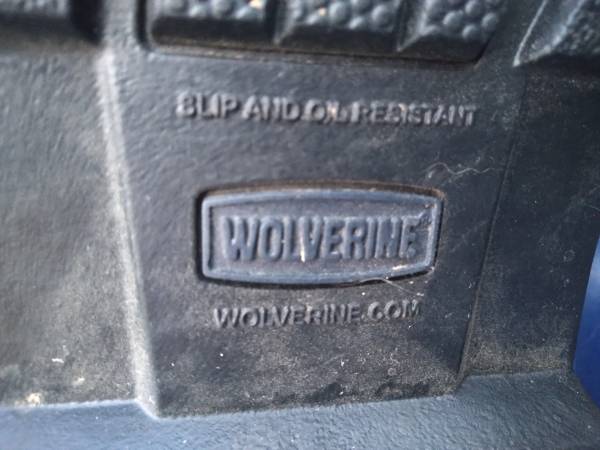 SLIP AND OIL RESISTANT
WOLVERINE
WOLVERINE.COM